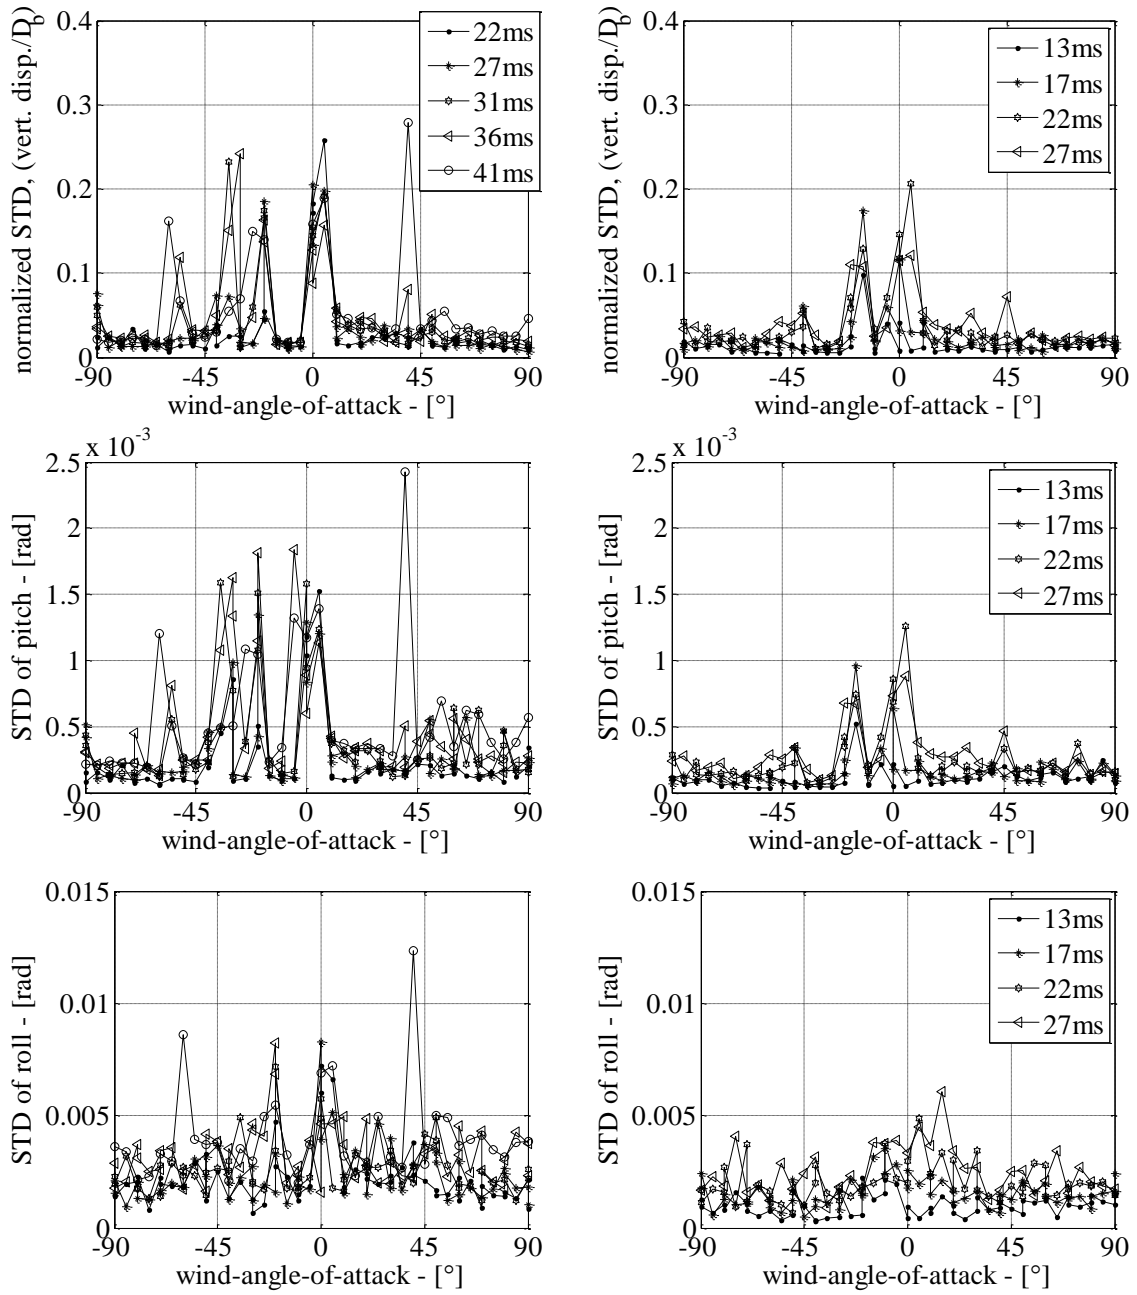 normalized STD, (vert. disp./D_b)
0.4
0.3
0.2
0.1
0
-90 -45 0 45 90
wind-angle-of-attack - [°]
22ms
27ms
31ms
36ms
41ms
normalized STD, (vert. disp./D_b)
0.4
0.3
0.2
0.1
0
-90 -45 0 45 90
wind-angle-of-attack - [°]
13ms
17ms
22ms
27ms
x 10^-3
STD of pitch - [rad]
2.5
2
1.5
1
0.5
0
-90 -45 0 45 90
wind-angle-of-attack - [°]
x 10^-3
STD of pitch - [rad]
2.5
2
1.5
1
0.5
0
-90 -45 0 45 90
wind-angle-of-attack - [°]
13ms
17ms
22ms
27ms
STD of roll - [rad]
0.015
0.01
0.005
0
-90 -45 0 45 90
wind-angle-of-attack - [°]
STD of roll - [rad]
0.015
0.01
0.005
0
-90 -45 0 45 90
wind-angle-of-attack - [°]
13ms
17ms
22ms
27ms